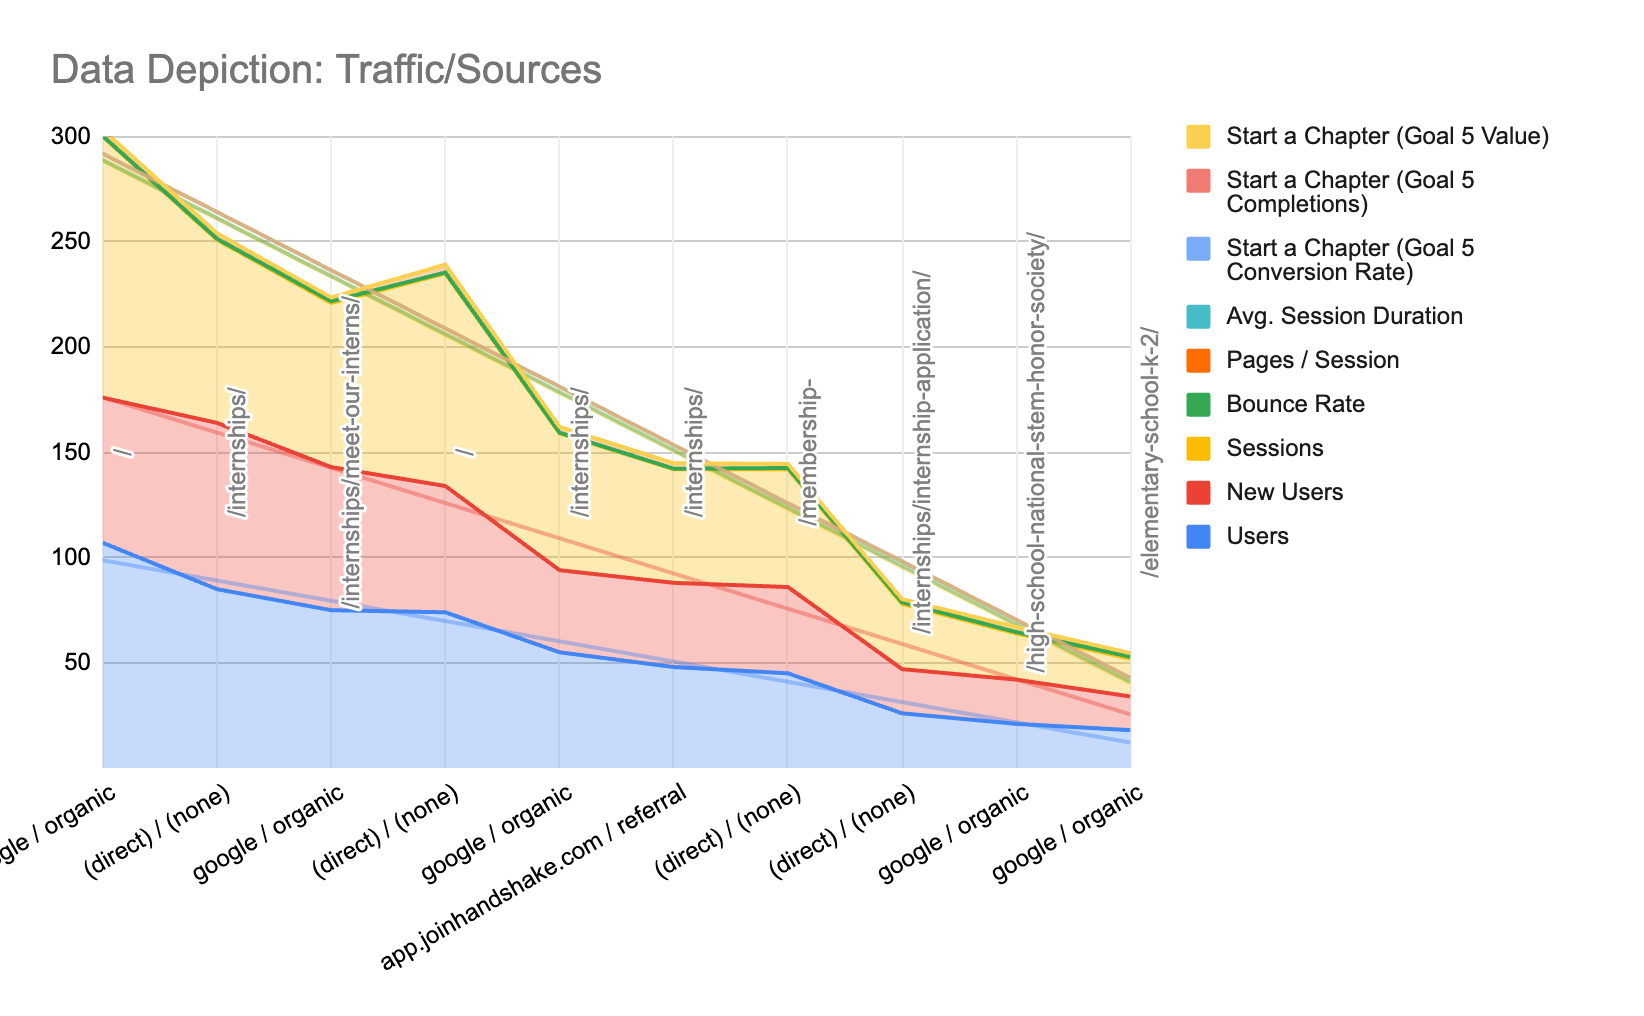 Data Depiction: Traffic/Sources
300
250
200
150
100
50
/
/internships/
/internships/meet-our-interns/
/
/internships/
/internships/
/membership-
/internships/internship-application/
/high-school-national-stem-honor-society/
/elementary-school-k-2/
gle / organic
(direct) / (none)
google / organic
(direct) / (none)
google / organic
app.joinhandshake.com / referral
(direct) / (none)
(direct) / (none)
google / organic
google / organic
Start a Chapter (Goal 5 Value)
Start a Chapter (Goal 5
Completions)
Start a Chapter (Goal 5
Conversion Rate)
Avg. Session Duration
Pages / Session
Bounce Rate
Sessions
New Users
Users